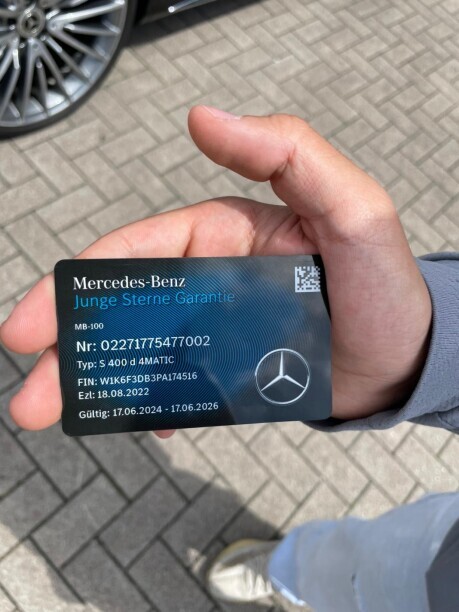 Mercedes-Benz
Junge Sterne Garantie
MB-100
Nr: 02271775477002
Typ: S 400 d 4MATIC
FIN: W1K6F3DB3PA174516
Ezl: 18.08.2022
Gültig: 17.06.2024 - 17.06.2026